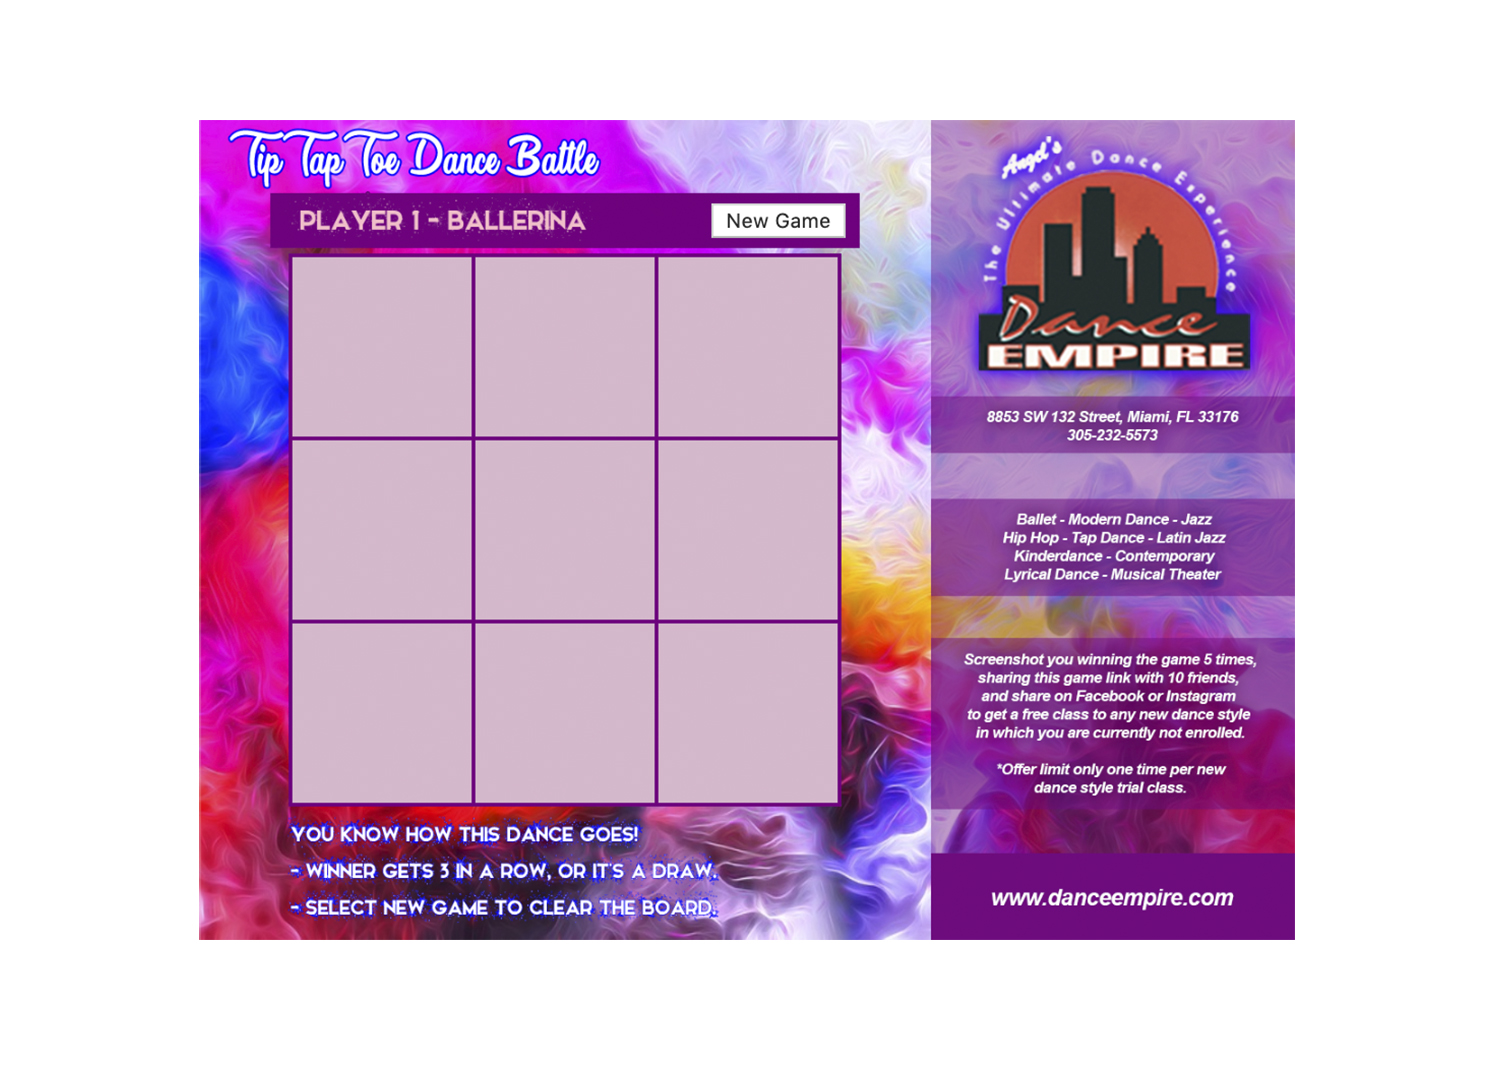 Tip Tap Toe Dance Battle
PLAYER 1 - BALLERINA
New Game
YOU KNOW HOW THIS DANCE GOES!
- WINNER GETS 3 IN A ROW, OR IT'S A DRAW.
- SELECT NEW GAME TO CLEAR THE BOARD.
Angel's
The Ultimate Dance Experience
Dance
EMPIRE
8853 SW 132 Street, Miami, FL 33176
305-232-5573
Ballet - Modern Dance - Jazz
Hip Hop - Tap Dance - Latin Jazz
Kinderdance - Contemporary
Lyrical Dance - Musical Theater
Screenshot you winning the game 5 times,
sharing this game link with 10 friends,
and share on Facebook or Instagram
to get a free class to any new dance style
in which you are currently not enrolled.
*Offer limit only one time per new
dance style trial class.
www.danceempire.com